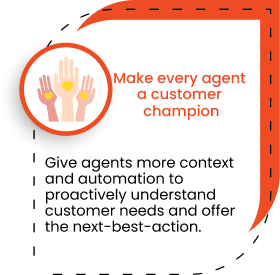 Make every agent
a customer
champion
Give agents more context
and automation to
proactively understand
customer needs and offer
the next-best-action.